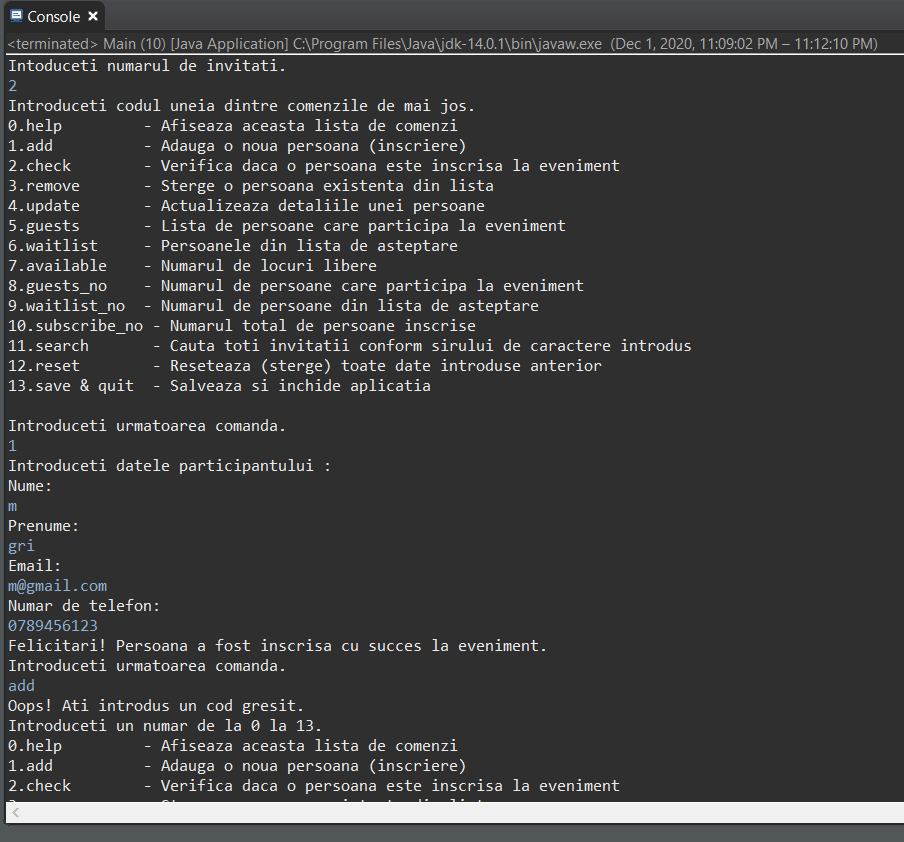 Console
<terminated> Main (10) [Java Application] C:\Program Files\Java\jdk-14.0.1\bin\javaw.exe  (Dec 1, 2020, 11:09:02 PM – 11:12:10 PM)
Intoduceti numarul de invitati.
2
Introduceti codul uneia dintre comenzile de mai jos.
0.help         - Afiseaza aceasta lista de comenzi
1.add          - Adauga o noua persoana (inscriere)
2.check        - Verifica daca o persoana este inscrisa la eveniment
3.remove       - Sterge o persoana existenta din lista
4.update       - Actualizeaza detaliile unei persoane
5.guests       - Lista de persoane care participa la eveniment
6.waitlist     - Persoanele din lista de asteptare
7.available    - Numarul de locuri libere
8.guests_no    - Numarul de persoane care participa la eveniment
9.waitlist_no  - Numarul de persoane din lista de asteptare
10.subscribe_no - Numarul total de persoane inscrise
11.search       - Cauta toti invitatii conform sirului de caractere introdus
12.reset        - Reseteaza (sterge) toate date introduse anterior
13.save & quit  - Salveaza si inchide aplicatia
Introduceti urmatoarea comanda.
1
Introduceti datele participantului :
Nume:
m
Prenume:
gri
Email:
m@gmail.com
Numar de telefon:
0789456123
Felicitari! Persoana a fost inscrisa cu succes la eveniment.
Introduceti urmatoarea comanda.
add
Oops! Ati introdus un cod gresit.
Introduceti un numar de la 0 la 13.
0.help         - Afiseaza aceasta lista de comenzi
1.add          - Adauga o noua persoana (inscriere)
2.check        - Verifica daca o persoana este inscrisa la eveniment